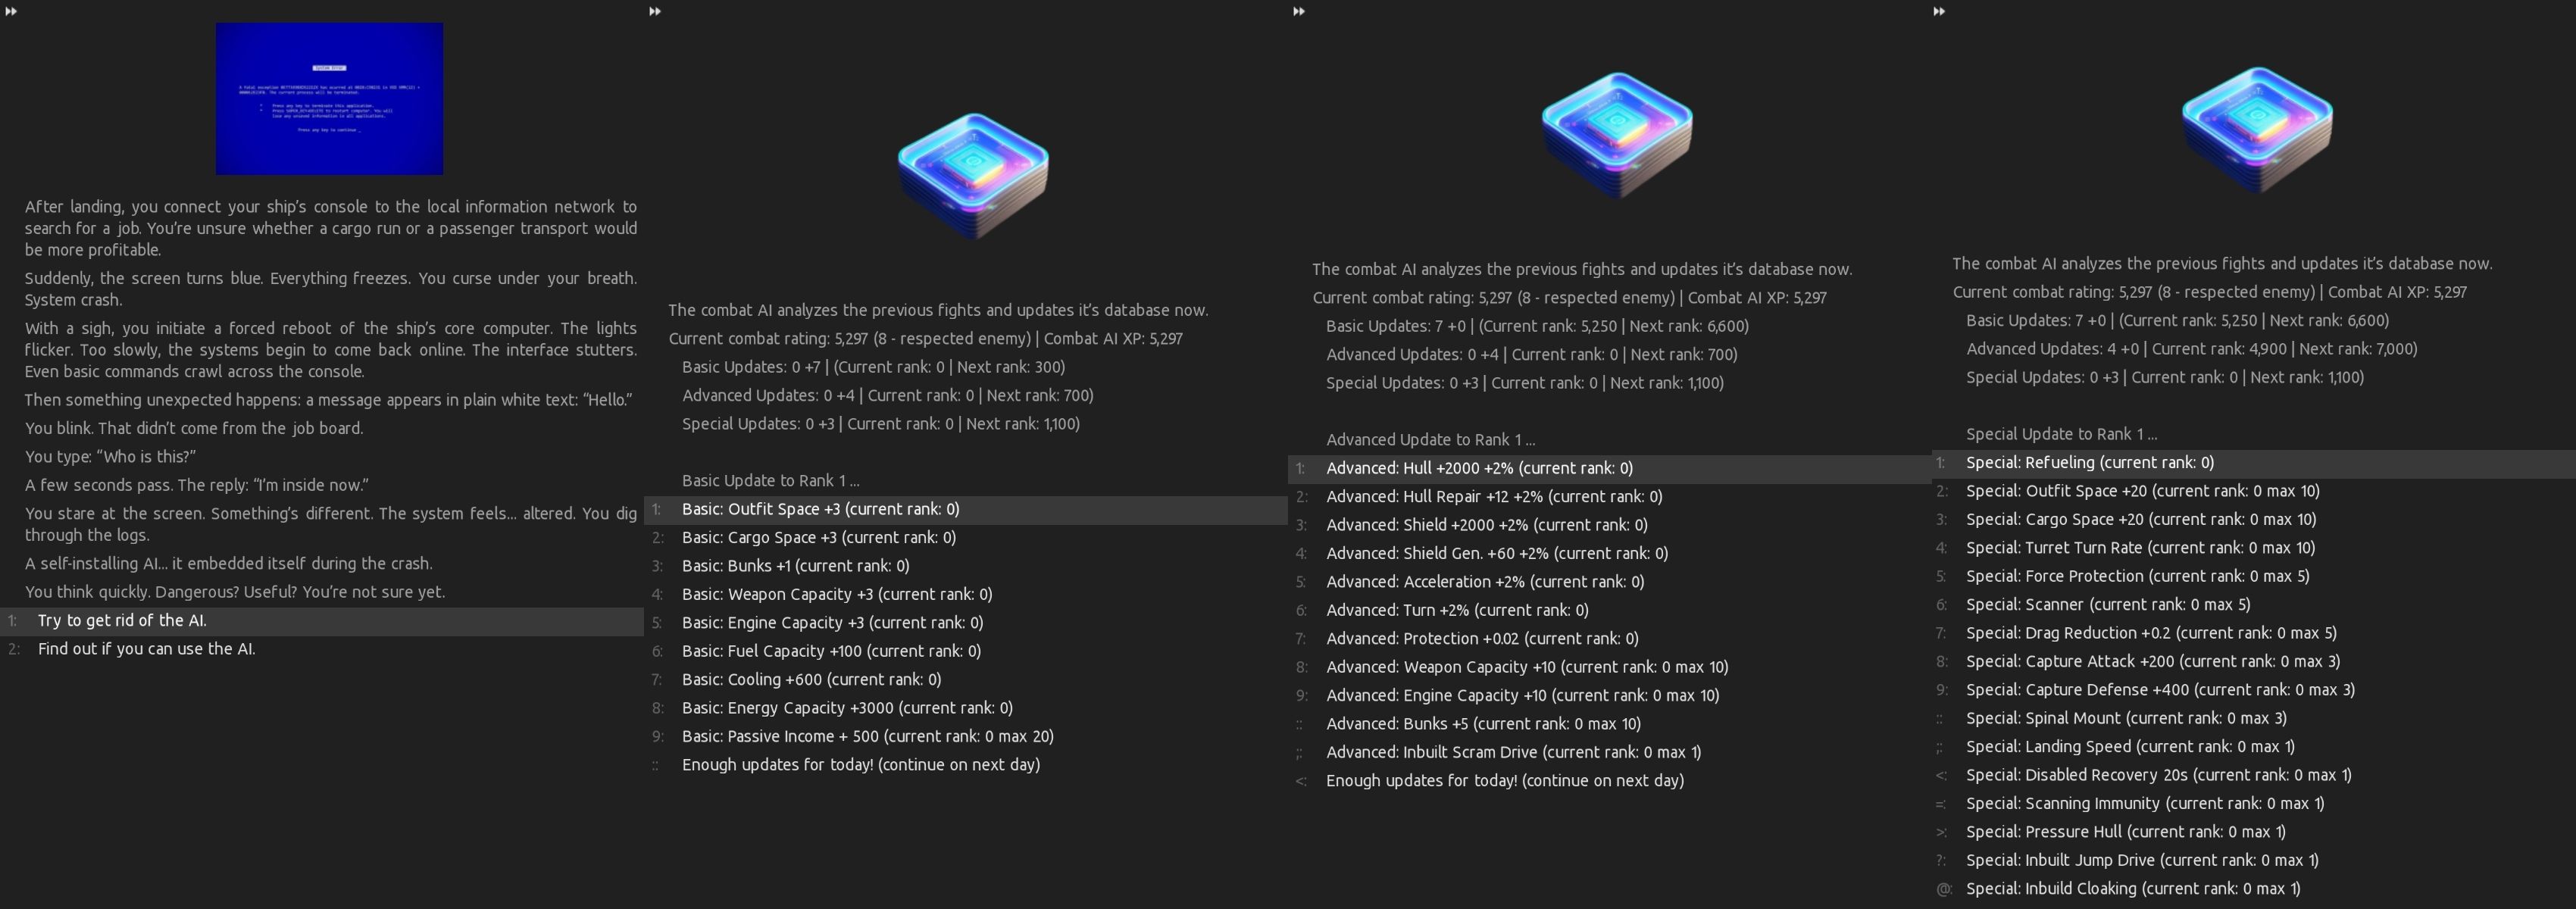 System Error
Press any key to terminate this application.
Press any key to continue _
After landing, you connect your ship's console to the local information network to
search for a job. You're unsure whether a cargo run or a passenger transport would
be more profitable.
Suddenly, the screen turns blue. Everything freezes. You curse under your breath.
System crash.
With a sigh, you initiate a forced reboot of the ship's core computer. The lights
flicker. Too slowly, the systems begin to come back online. The interface stutters.
Even basic commands crawl across the console.
Then something unexpected happens: a message appears in plain white text: “Hello.”
You blink. That didn't come from the job board.
You type: “Who is this?”
A few seconds pass. The reply: “I'm inside now.”
You stare at the screen. Something's different. The system feels... altered. You dig
through the logs.
A self-installing AI... it embedded itself during the crash.
You think quickly. Dangerous? Useful? You're not sure yet.
1: Try to get rid of the AI.
2: Find out if you can use the AI.
The combat AI analyzes the previous fights and updates it's database now.
Current combat rating: 5,297 (8 - respected enemy) | Combat AI XP: 5,297
Basic Updates: 0 +7 | (Current rank: 0 | Next rank: 300)
Advanced Updates: 0 +4 | Current rank: 0 | Next rank: 700)
Special Updates: 0 +3 | Current rank: 0 | Next rank: 1,100)
Basic Update to Rank 1 ...
1: Basic: Outfit Space +3 (current rank: 0)
2: Basic: Cargo Space +3 (current rank: 0)
3: Basic: Bunks +1 (current rank: 0)
4: Basic: Weapon Capacity +3 (current rank: 0)
5: Basic: Engine Capacity +3 (current rank: 0)
6: Basic: Fuel Capacity +100 (current rank: 0)
7: Basic: Cooling +600 (current rank: 0)
8: Basic: Energy Capacity +3000 (current rank: 0)
9: Basic: Passive Income + 500 (current rank: 0 max 20)
:: Enough updates for today! (continue on next day)
The combat AI analyzes the previous fights and updates it's database now.
Current combat rating: 5,297 (8 - respected enemy) | Combat AI XP: 5,297
Basic Updates: 7 +0 | (Current rank: 5,250 | Next rank: 6,600)
Advanced Updates: 0 +4 | Current rank: 0 | Next rank: 700)
Special Updates: 0 +3 | Current rank: 0 | Next rank: 1,100)
Advanced Update to Rank 1 ...
1: Advanced: Hull +2000 +2% (current rank: 0)
2: Advanced: Hull Repair +12 +2% (current rank: 0)
3: Advanced: Shield +2000 +2% (current rank: 0)
4: Advanced: Shield Gen. +60 +2% (current rank: 0)
5: Advanced: Acceleration +2% (current rank: 0)
6: Advanced: Turn +2% (current rank: 0)
7: Advanced: Protection +0.02 (current rank: 0)
8: Advanced: Weapon Capacity +10 (current rank: 0 max 10)
9: Advanced: Engine Capacity +10 (current rank: 0 max 10)
:: Advanced: Bunks +5 (current rank: 0 max 10)
;: Advanced: Inbuilt Scram Drive (current rank: 0 max 1)
<: Enough updates for today! (continue on next day)
The combat AI analyzes the previous fights and updates it's database now.
Current combat rating: 5,297 (8 - respected enemy) | Combat AI XP: 5,297
Basic Updates: 7 +0 | (Current rank: 5,250 | Next rank: 6,600)
Advanced Updates: 4 +0 | Current rank: 4,900 | Next rank: 7,000)
Special Updates: 0 +3 | Current rank: 0 | Next rank: 1,100)
Special Update to Rank 1 ...
1: Special: Refueling (current rank: 0)
2: Special: Outfit Space +20 (current rank: 0 max 10)
3: Special: Cargo Space +20 (current rank: 0 max 10)
4: Special: Turret Turn Rate (current rank: 0 max 10)
5: Special: Force Protection (current rank: 0 max 5)
6: Special: Scanner (current rank: 0 max 5)
7: Special: Drag Reduction +0.2 (current rank: 0 max 5)
8: Special: Capture Attack +200 (current rank: 0 max 3)
9: Special: Capture Defense +400 (current rank: 0 max 3)
:: Special: Spinal Mount (current rank: 0 max 3)
;: Special: Landing Speed (current rank: 0 max 1)
<: Special: Disabled Recovery 20s (current rank: 0 max 1)
=: Special: Scanning Immunity (current rank: 0 max 1)
>: Special: Pressure Hull (current rank: 0 max 1)
?: Special: Inbuilt Jump Drive (current rank: 0 max 1)
@: Special: Inbuild Cloaking (current rank: 0 max 1)